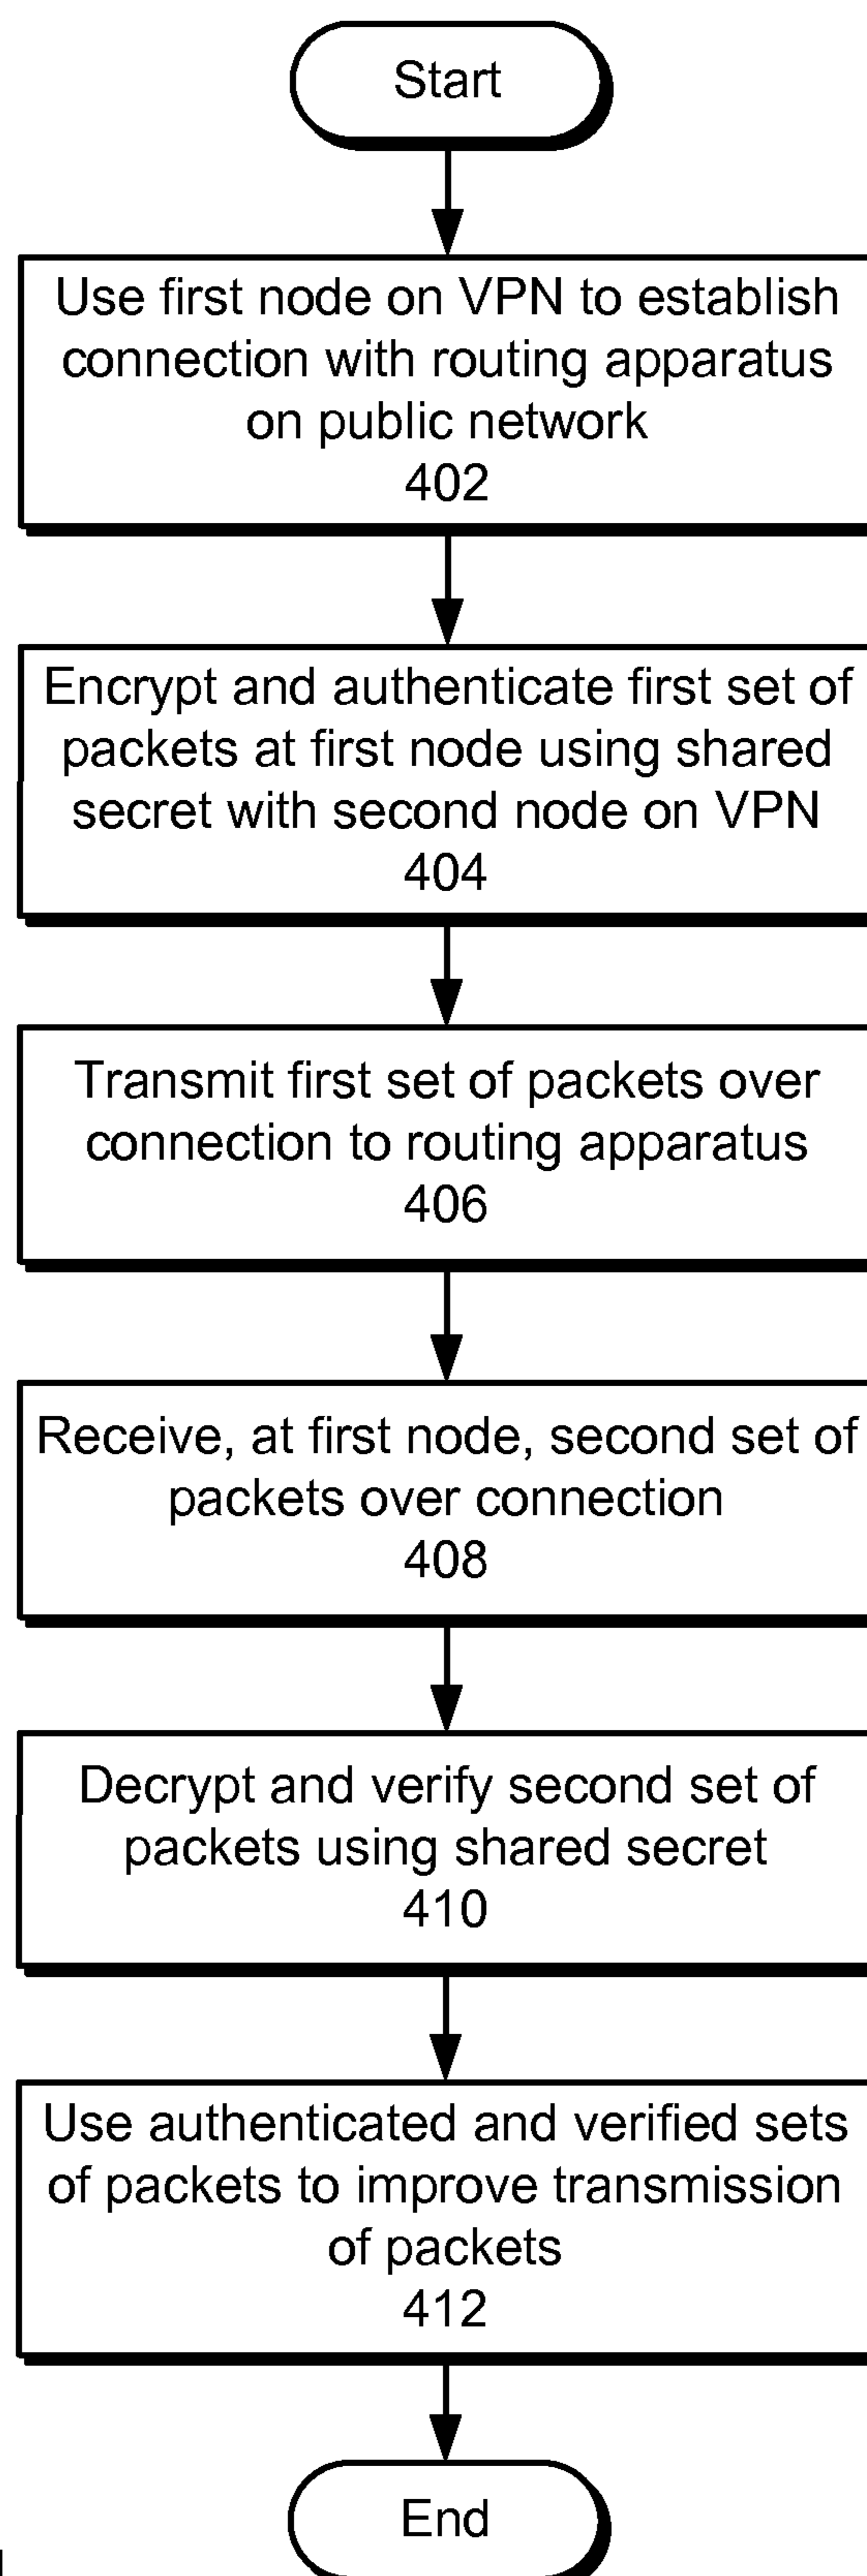 Start
Use first node on VPN to establish
connection with routing apparatus
on public network
402
Encrypt and authenticate first set of
packets at first node using shared
secret with second node on VPN
404
Transmit first set of packets over
connection to routing apparatus
406
Receive, at first node, second set of
packets over connection
408
Decrypt and verify second set of
packets using shared secret
410
Use authenticated and verified sets
of packets to improve transmission
of packets
412
End